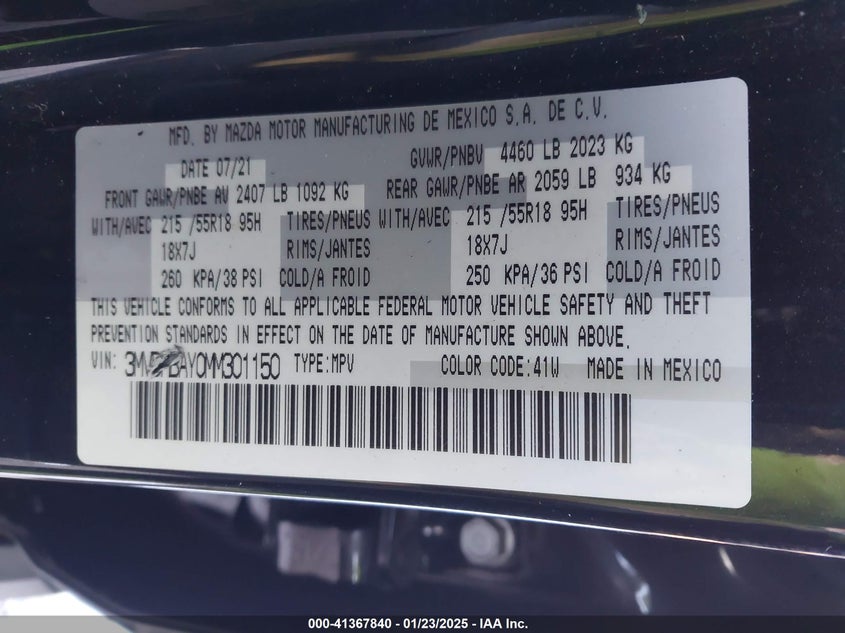 MFD. BY MAZDA MOTOR MANUFACTURING DE MEXICO S.A. DE C.V.
DATE 07/21 GVWR/PNBV 4460 LB 2023 KG
FRONT GAWR/PNBE AV 2407 LB 1092 KG REAR GAWR/PNBE AR 2059 LB 934 KG
WITH/AVEC 215 /55R18 95H TIRES/PNEUS WITH/AVEC 215 /55R18 95H TIRES/PNEUS
18X7J RIMS/JANTES 18X7J RIMS/JANTES
260 KPA/38 PSI COLD/A FROID 250 KPA/36 PSI COLD/A FROID
THIS VEHICLE CONFORMS TO ALL APPLICABLE FEDERAL MOTOR VEHICLE SAFETY AND THEFT
PREVENTION STANDARDS IN EFFECT ON THE DATE OF MANUFACTURE SHOWN ABOVE.
VIN: TYPE:MPV COLOR CODE:41W MADE IN MEXICO
000-41367840 - 01/23/2025 - IAA Inc.